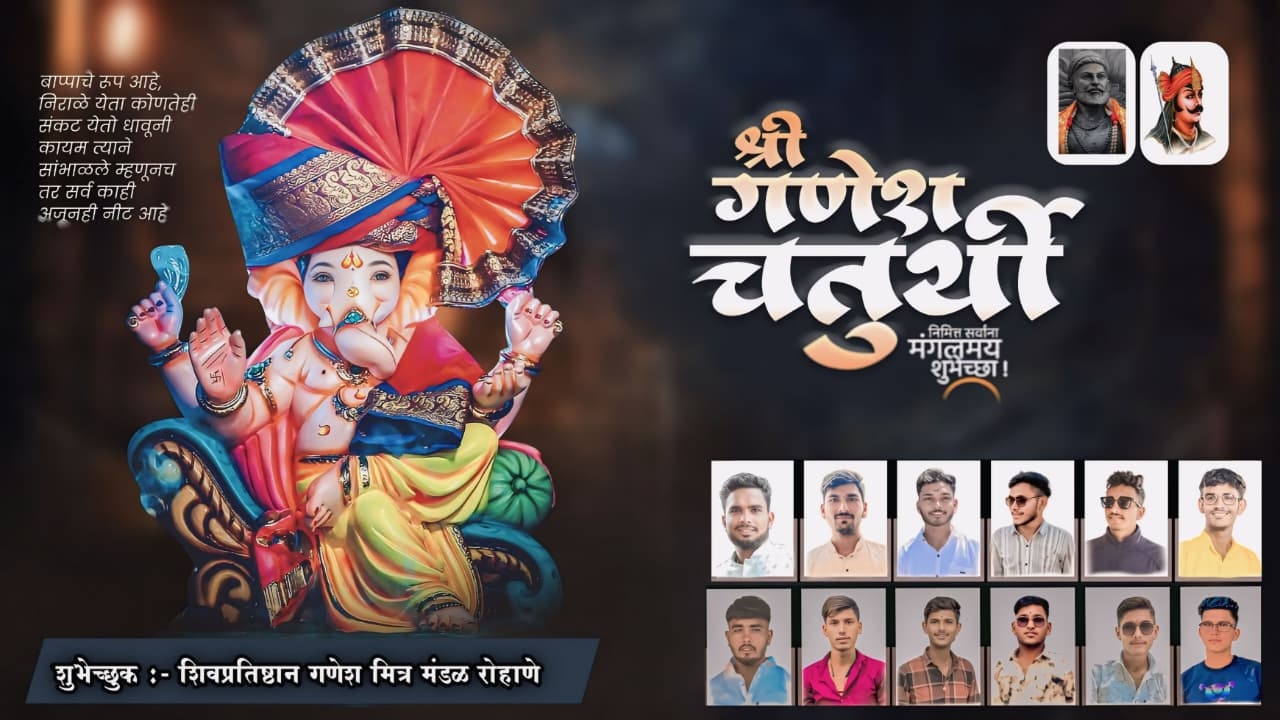 बाप्पाचे रूप आहे,
निराळे येता कोणतेही
संकट येतो धावूनी
कायम त्याने
सांभाळले म्हणूनच
तर सर्व काही
अजूनही नीट आहे
श्री
गणेश
चतुर्थी
निमित्त सर्वांना
मंगलमय
शुभेच्छा !
शुभेच्छुक :- शिवप्रतिष्ठान गणेश मित्र मंडळ रोहाणे